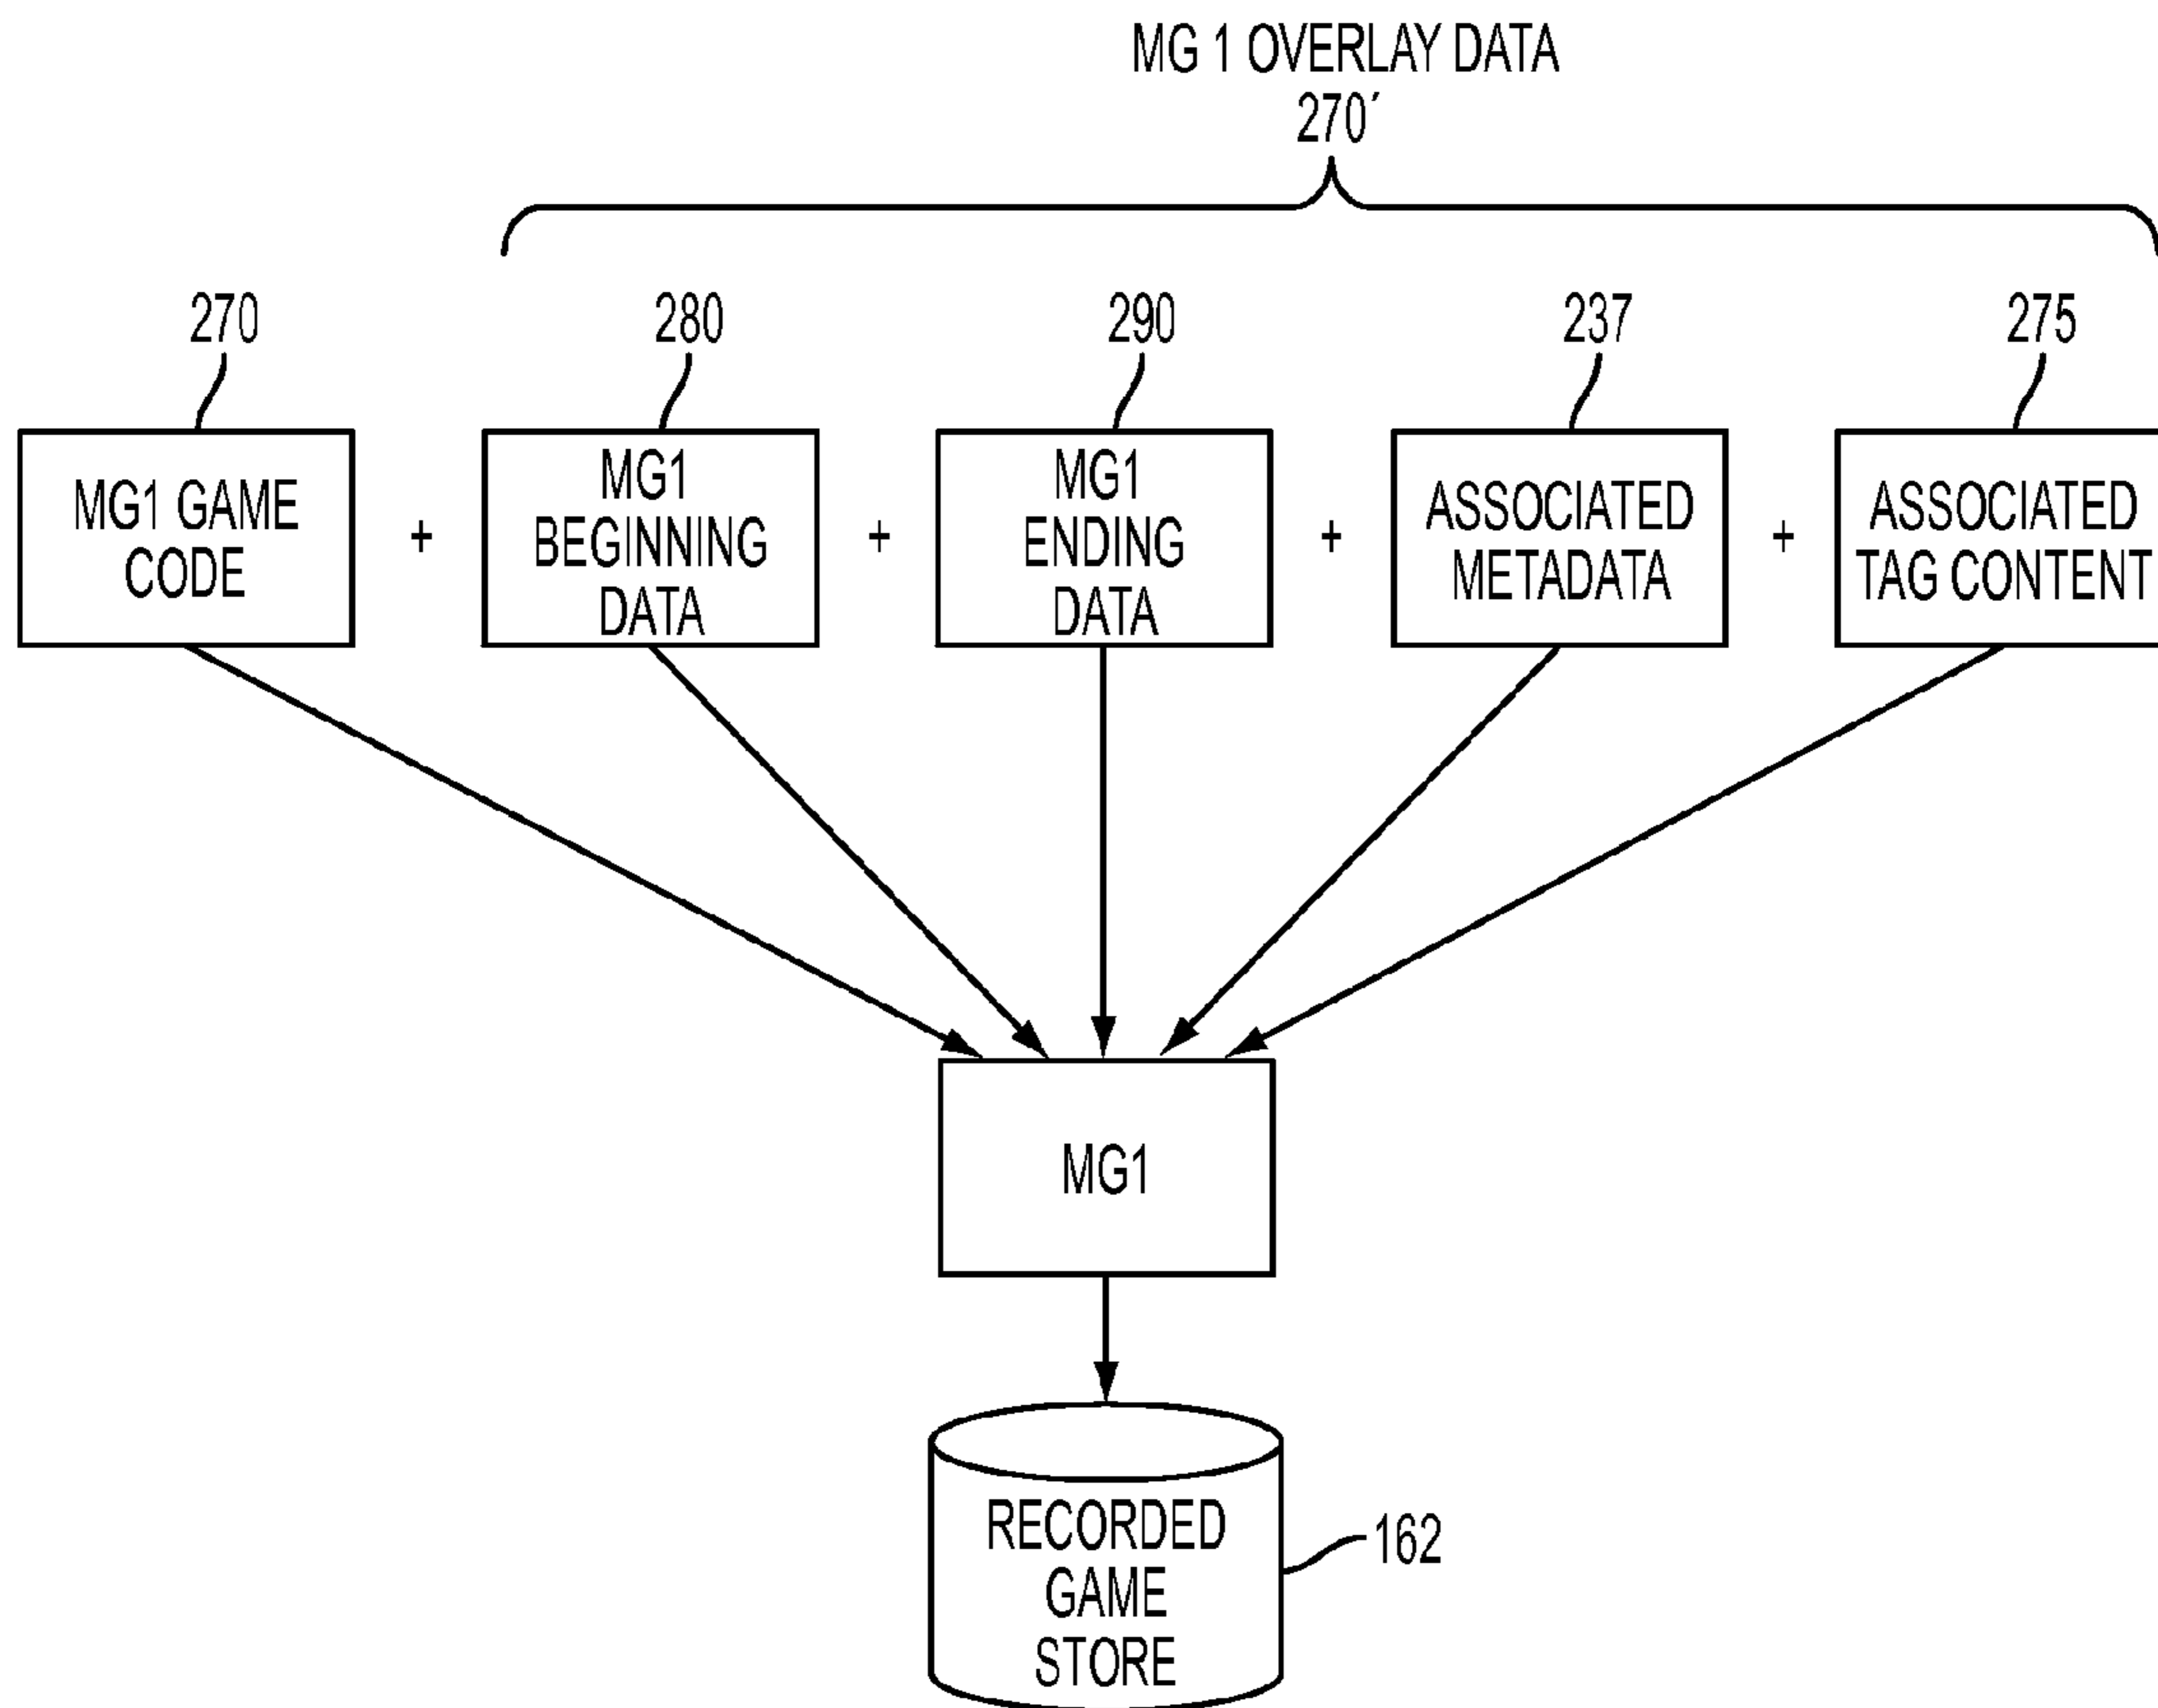 MG 1 OVERLAY DATA
270′
270
280
290
237
275
MG1 GAME
CODE
+
MG1
BEGINNING
DATA
+
MG1
ENDING
DATA
+
ASSOCIATED
METADATA
+
ASSOCIATED
TAG CONTENT
MG1
RECORDED
GAME
STORE
162